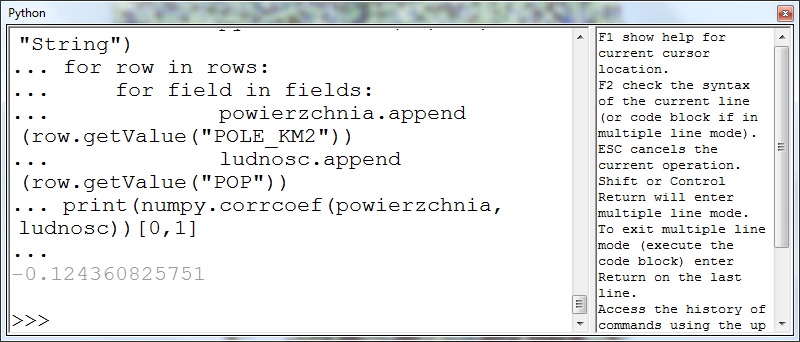 Python
"String")
... for row in rows:
...     for field in fields:
...             powierzchnia.append
(row.getValue("POLE_KM2"))
...             ludnosc.append
(row.getValue("POP"))
... print(numpy.corrcoef(powierzchnia,
ludnosc))[0,1]
...
-0.124360825751
>>>
F1 show help for
current cursor
location.
F2 check the syntax
of the current line
(or code block if in
multiple line mode).
ESC cancels the
current operation.
Shift or Control
Return will enter
multiple line mode.
To exit multiple line
mode (execute the
code block) enter
Return on the last
line.
Access the history of
commands using the up